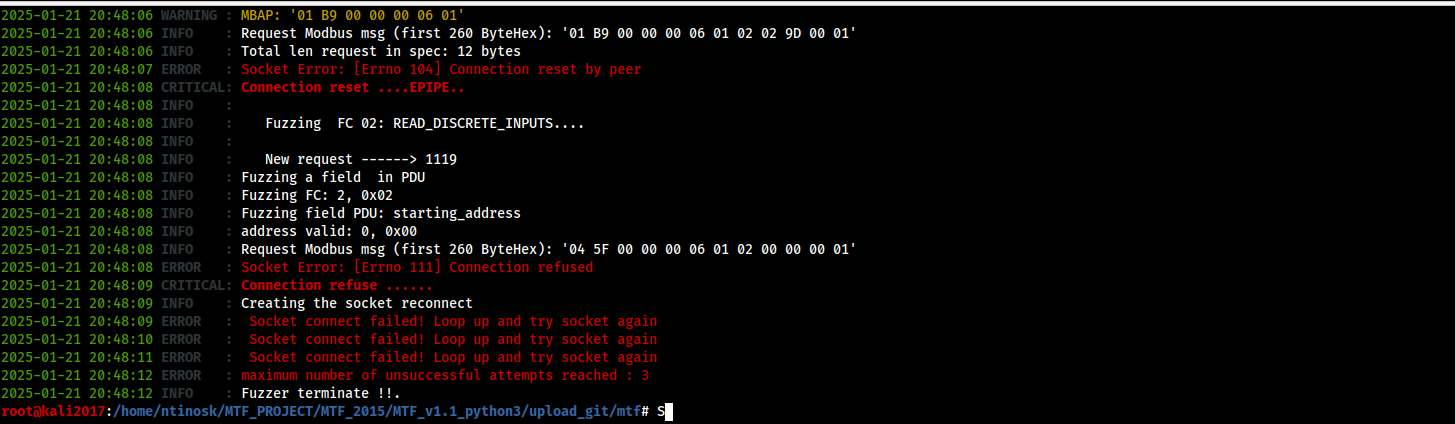 2025-01-21 20:48:06 WARNING : MBAP: '01 B9 00 00 00 06 01'
2025-01-21 20:48:06 INFO : Request Modbus msg (first 260 ByteHex): '01 B9 00 00 00 06 01 02 02 9D 00 01'
2025-01-21 20:48:06 INFO : Total len request in spec: 12 bytes
2025-01-21 20:48:07 ERROR : Socket Error: [Errno 104] Connection reset by peer
2025-01-21 20:48:08 CRITICAL: Connection reset ....EPIPE..
2025-01-21 20:48:08 INFO :
2025-01-21 20:48:08 INFO : Fuzzing FC 02: READ_DISCRETE_INPUTS....
2025-01-21 20:48:08 INFO :
2025-01-21 20:48:08 INFO : New request ------> 1119
2025-01-21 20:48:08 INFO : Fuzzing a field in PDU
2025-01-21 20:48:08 INFO : Fuzzing FC: 2, 0x02
2025-01-21 20:48:08 INFO : Fuzzing field PDU: starting_address
2025-01-21 20:48:08 INFO : address valid: 0, 0x00
2025-01-21 20:48:08 INFO : Request Modbus msg (first 260 ByteHex): '04 5F 00 00 00 06 01 02 00 00 00 01'
2025-01-21 20:48:08 ERROR : Socket Error: [Errno 111] Connection refused
2025-01-21 20:48:09 CRITICAL: Connection refuse ......
2025-01-21 20:48:09 INFO : Creating the socket reconnect
2025-01-21 20:48:09 ERROR : Socket connect failed! Loop up and try socket again
2025-01-21 20:48:10 ERROR : Socket connect failed! Loop up and try socket again
2025-01-21 20:48:11 ERROR : Socket connect failed! Loop up and try socket again
2025-01-21 20:48:12 ERROR : maximum number of unsuccessful attempts reached : 3
2025-01-21 20:48:12 INFO : Fuzzer terminate !!.
root@kali2017:/home/ntinosk/MTF_PROJECT/MTF_2015/MTF_v1.1_python3/upload_git/mtf# S